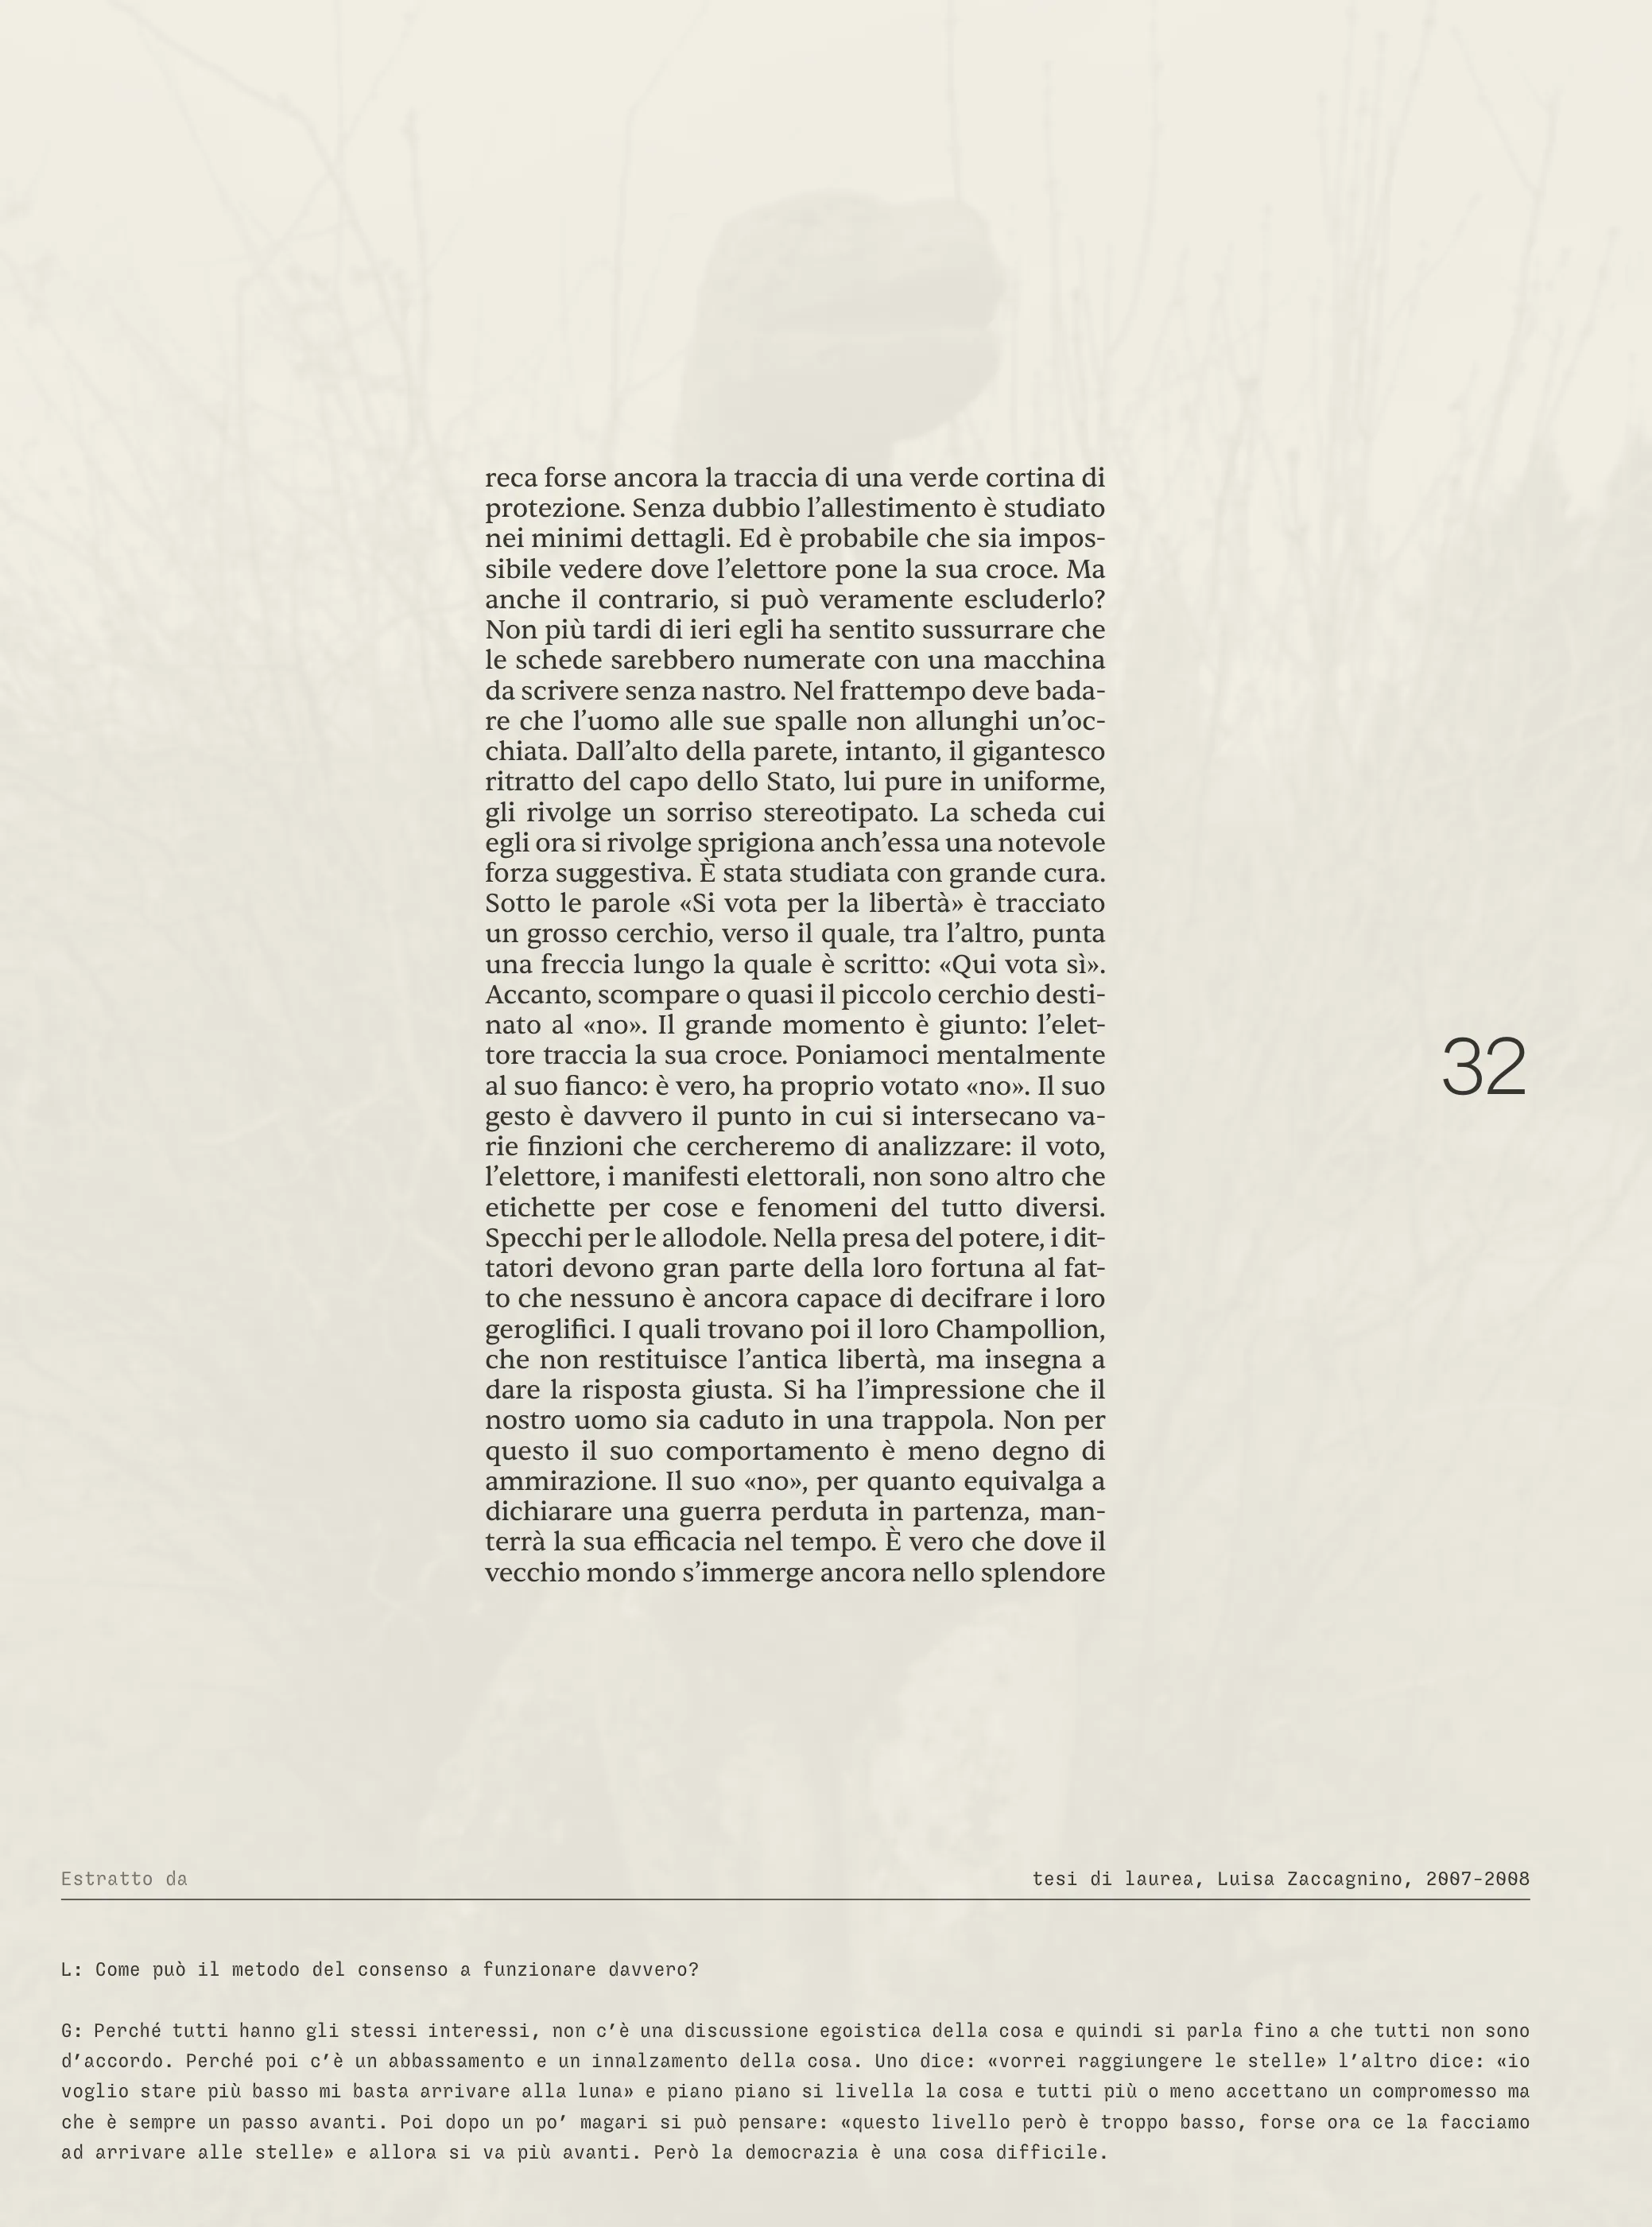 reca forse ancora la traccia di una verde cortina di
protezione. Senza dubbio l’allestimento è studiato
nei minimi dettagli. Ed è probabile che sia impos-
sibile vedere dove l’elettore pone la sua croce. Ma
anche il contrario, si può veramente escluderlo?
Non più tardi di ieri egli ha sentito sussurrare che
le schede sarebbero numerate con una macchina
da scrivere senza nastro. Nel frattempo deve bada-
re che l’uomo alle sue spalle non allunghi un’oc-
chiata. Dall’alto della parete, intanto, il gigantesco
ritratto del capo dello Stato, lui pure in uniforme,
gli rivolge un sorriso stereotipato. La scheda cui
egli ora si rivolge sprigiona anch’essa una notevole
forza suggestiva. È stata studiata con grande cura.
Sotto le parole «Si vota per la libertà» è tracciato
un grosso cerchio, verso il quale, tra l’altro, punta
una freccia lungo la quale è scritto: «Qui vota sì».
Accanto, scompare o quasi il piccolo cerchio desti-
nato al «no». Il grande momento è giunto: l’elet-
tore traccia la sua croce. Poniamoci mentalmente
al suo fianco: è vero, ha proprio votato «no». Il suo
gesto è davvero il punto in cui si intersecano va-
rie finzioni che cercheremo di analizzare: il voto,
l’elettore, i manifesti elettorali, non sono altro che
etichette per cose e fenomeni del tutto diversi.
Specchi per le allodole. Nella presa del potere, i dit-
tatori devono gran parte della loro fortuna al fat-
to che nessuno è ancora capace di decifrare i loro
geroglifici. I quali trovano poi il loro Champollion,
che non restituisce l’antica libertà, ma insegna a
dare la risposta giusta. Si ha l’impressione che il
nostro uomo sia caduto in una trappola. Non per
questo il suo comportamento è meno degno di
ammirazione. Il suo «no», per quanto equivalga a
dichiarare una guerra perduta in partenza, man-
terrà la sua efficacia nel tempo. È vero che dove il
vecchio mondo s’immerge ancora nello splendore
32
Estratto da
tesi di laurea, Luisa Zaccagnino, 2007-2008
L: Come può il metodo del consenso a funzionare davvero?
G: Perché tutti hanno gli stessi interessi, non c’è una discussione egoistica della cosa e quindi si parla fino a che tutti non sono
d’accordo. Perché poi c’è un abbassamento e un innalzamento della cosa. Uno dice: «vorrei raggiungere le stelle» l’altro dice: «io
voglio stare più basso mi basta arrivare alla luna» e piano piano si livella la cosa e tutti più o meno accettano un compromesso ma
che è sempre un passo avanti. Poi dopo un po’ magari si può pensare: «questo livello però è troppo basso, forse ora ce la facciamo
ad arrivare alle stelle» e allora si va più avanti. Però la democrazia è una cosa difficile.